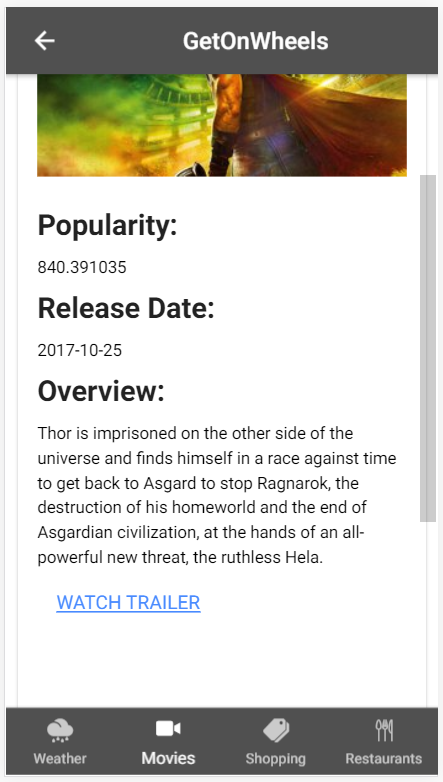 GetOnWheels
Popularity:
840.391035
Release Date:
2017-10-25
Overview:
Thor is imprisoned on the other side of the
universe and finds himself in a race against time
to get back to Asgard to stop Ragnarok, the
destruction of his homeworld and the end of
Asgardian civilization, at the hands of an all-
powerful new threat, the ruthless Hela.
WATCH TRAILER
Weather
Movies
Shopping
Restaurants